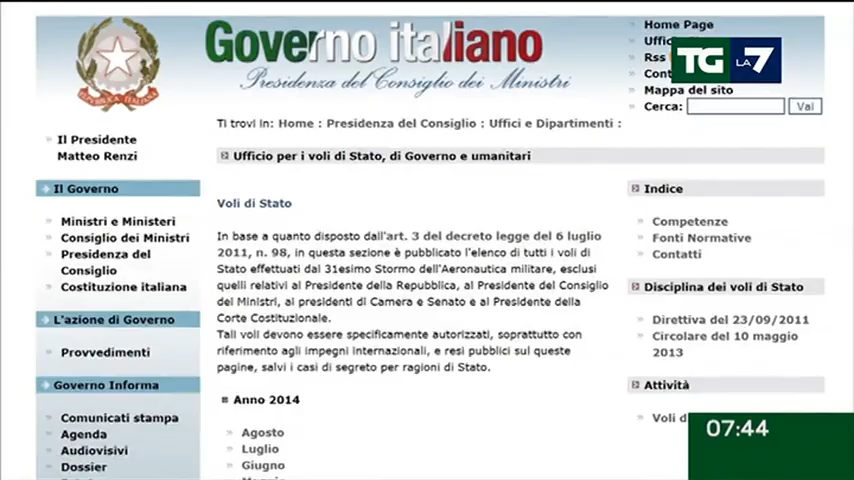 Governo italiano
Presidenza del Consiglio dei Ministri
REPVBBLICA ITALIANA
Home Page
Uffici
Rss
Cont
Mappa del sito
Cerca:
Vai
TG LA7
Ti trovi in: Home : Presidenza del Consiglio : Uffici e Dipartimenti :
Il Presidente
Matteo Renzi
Il Governo
Ministri e Ministeri
Consiglio dei Ministri
Presidenza del
Consiglio
Costituzione italiana
L'azione di Governo
Provvedimenti
Governo Informa
Comunicati stampa
Agenda
Audiovisivi
Dossier
Ufficio per i voli di Stato, di Governo e umanitari
Voli di Stato
In base a quanto disposto dall'art. 3 del decreto legge del 6 luglio
2011, n. 98, in questa sezione è pubblicato l'elenco di tutti i voli di
Stato effettuati dal 31esimo Stormo dell'Aeronautica militare, esclusi
quelli relativi al Presidente della Repubblica, al Presidente del Consiglio
dei Ministri, ai presidenti di Camera e Senato e al Presidente della
Corte Costituzionale.
Tali voli devono essere specificamente autorizzati, soprattutto con
riferimento agli impegni internazionali, e resi pubblici sul queste
pagine, salvi i casi di segreto per ragioni di Stato.
Anno 2014
Agosto
Luglio
Giugno
Indice
Competenze
Fonti Normative
Contatti
Disciplina dei voli di Stato
Direttiva del 23/09/2011
Circolare del 10 maggio
2013
Attività
Voli d
07:44